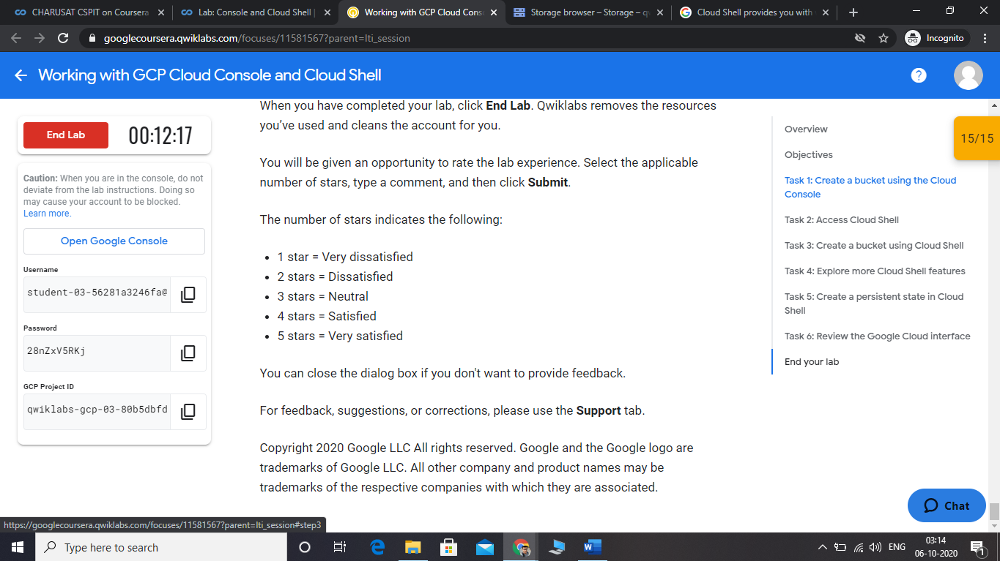 CHARUSAT CSPIT on Coursera
Lab: Console and Cloud Shell |
Working with GCP Cloud Cons
Storage browser – Storage – q
Cloud Shell provides you with
googlecoursera.qwiklabs.com/focuses/11581567?parent=lti_session
Incognito
Working with GCP Cloud Console and Cloud Shell
?
End Lab
00:12:17
Caution: When you are in the console, do not
deviate from the lab instructions. Doing so
may cause your account to be blocked.
Learn more.
Open Google Console
Username
student-03-56281a3246fa@
Password
28nZxV5RKj
GCP Project ID
qwiklabs-gcp-03-80b5dbfd
When you have completed your lab, click End Lab. Qwiklabs removes the resources
you've used and cleans the account for you.
You will be given an opportunity to rate the lab experience. Select the applicable
number of stars, type a comment, and then click Submit.
The number of stars indicates the following:
• 1 star = Very dissatisfied
• 2 stars = Dissatisfied
• 3 stars = Neutral
• 4 stars = Satisfied
• 5 stars = Very satisfied
You can close the dialog box if you don't want to provide feedback.
For feedback, suggestions, or corrections, please use the Support tab.
Copyright 2020 Google LLC All rights reserved. Google and the Google logo are
trademarks of Google LLC. All other company and product names may be
trademarks of the respective companies with which they are associated.
Overview
Objectives
Task 1: Create a bucket using the Cloud
Console
Task 2: Access Cloud Shell
Task 3: Create a bucket using Cloud Shell
Task 4: Explore more Cloud Shell features
Task 5: Create a persistent state in Cloud
Shell
Task 6: Review the Google Cloud interface
End your lab
15/15
Chat
https://googlecoursera.qwiklabs.com/focuses/11581567?parent=lti_session#step3
Type here to search
ENG
03:14
06-10-2020
1